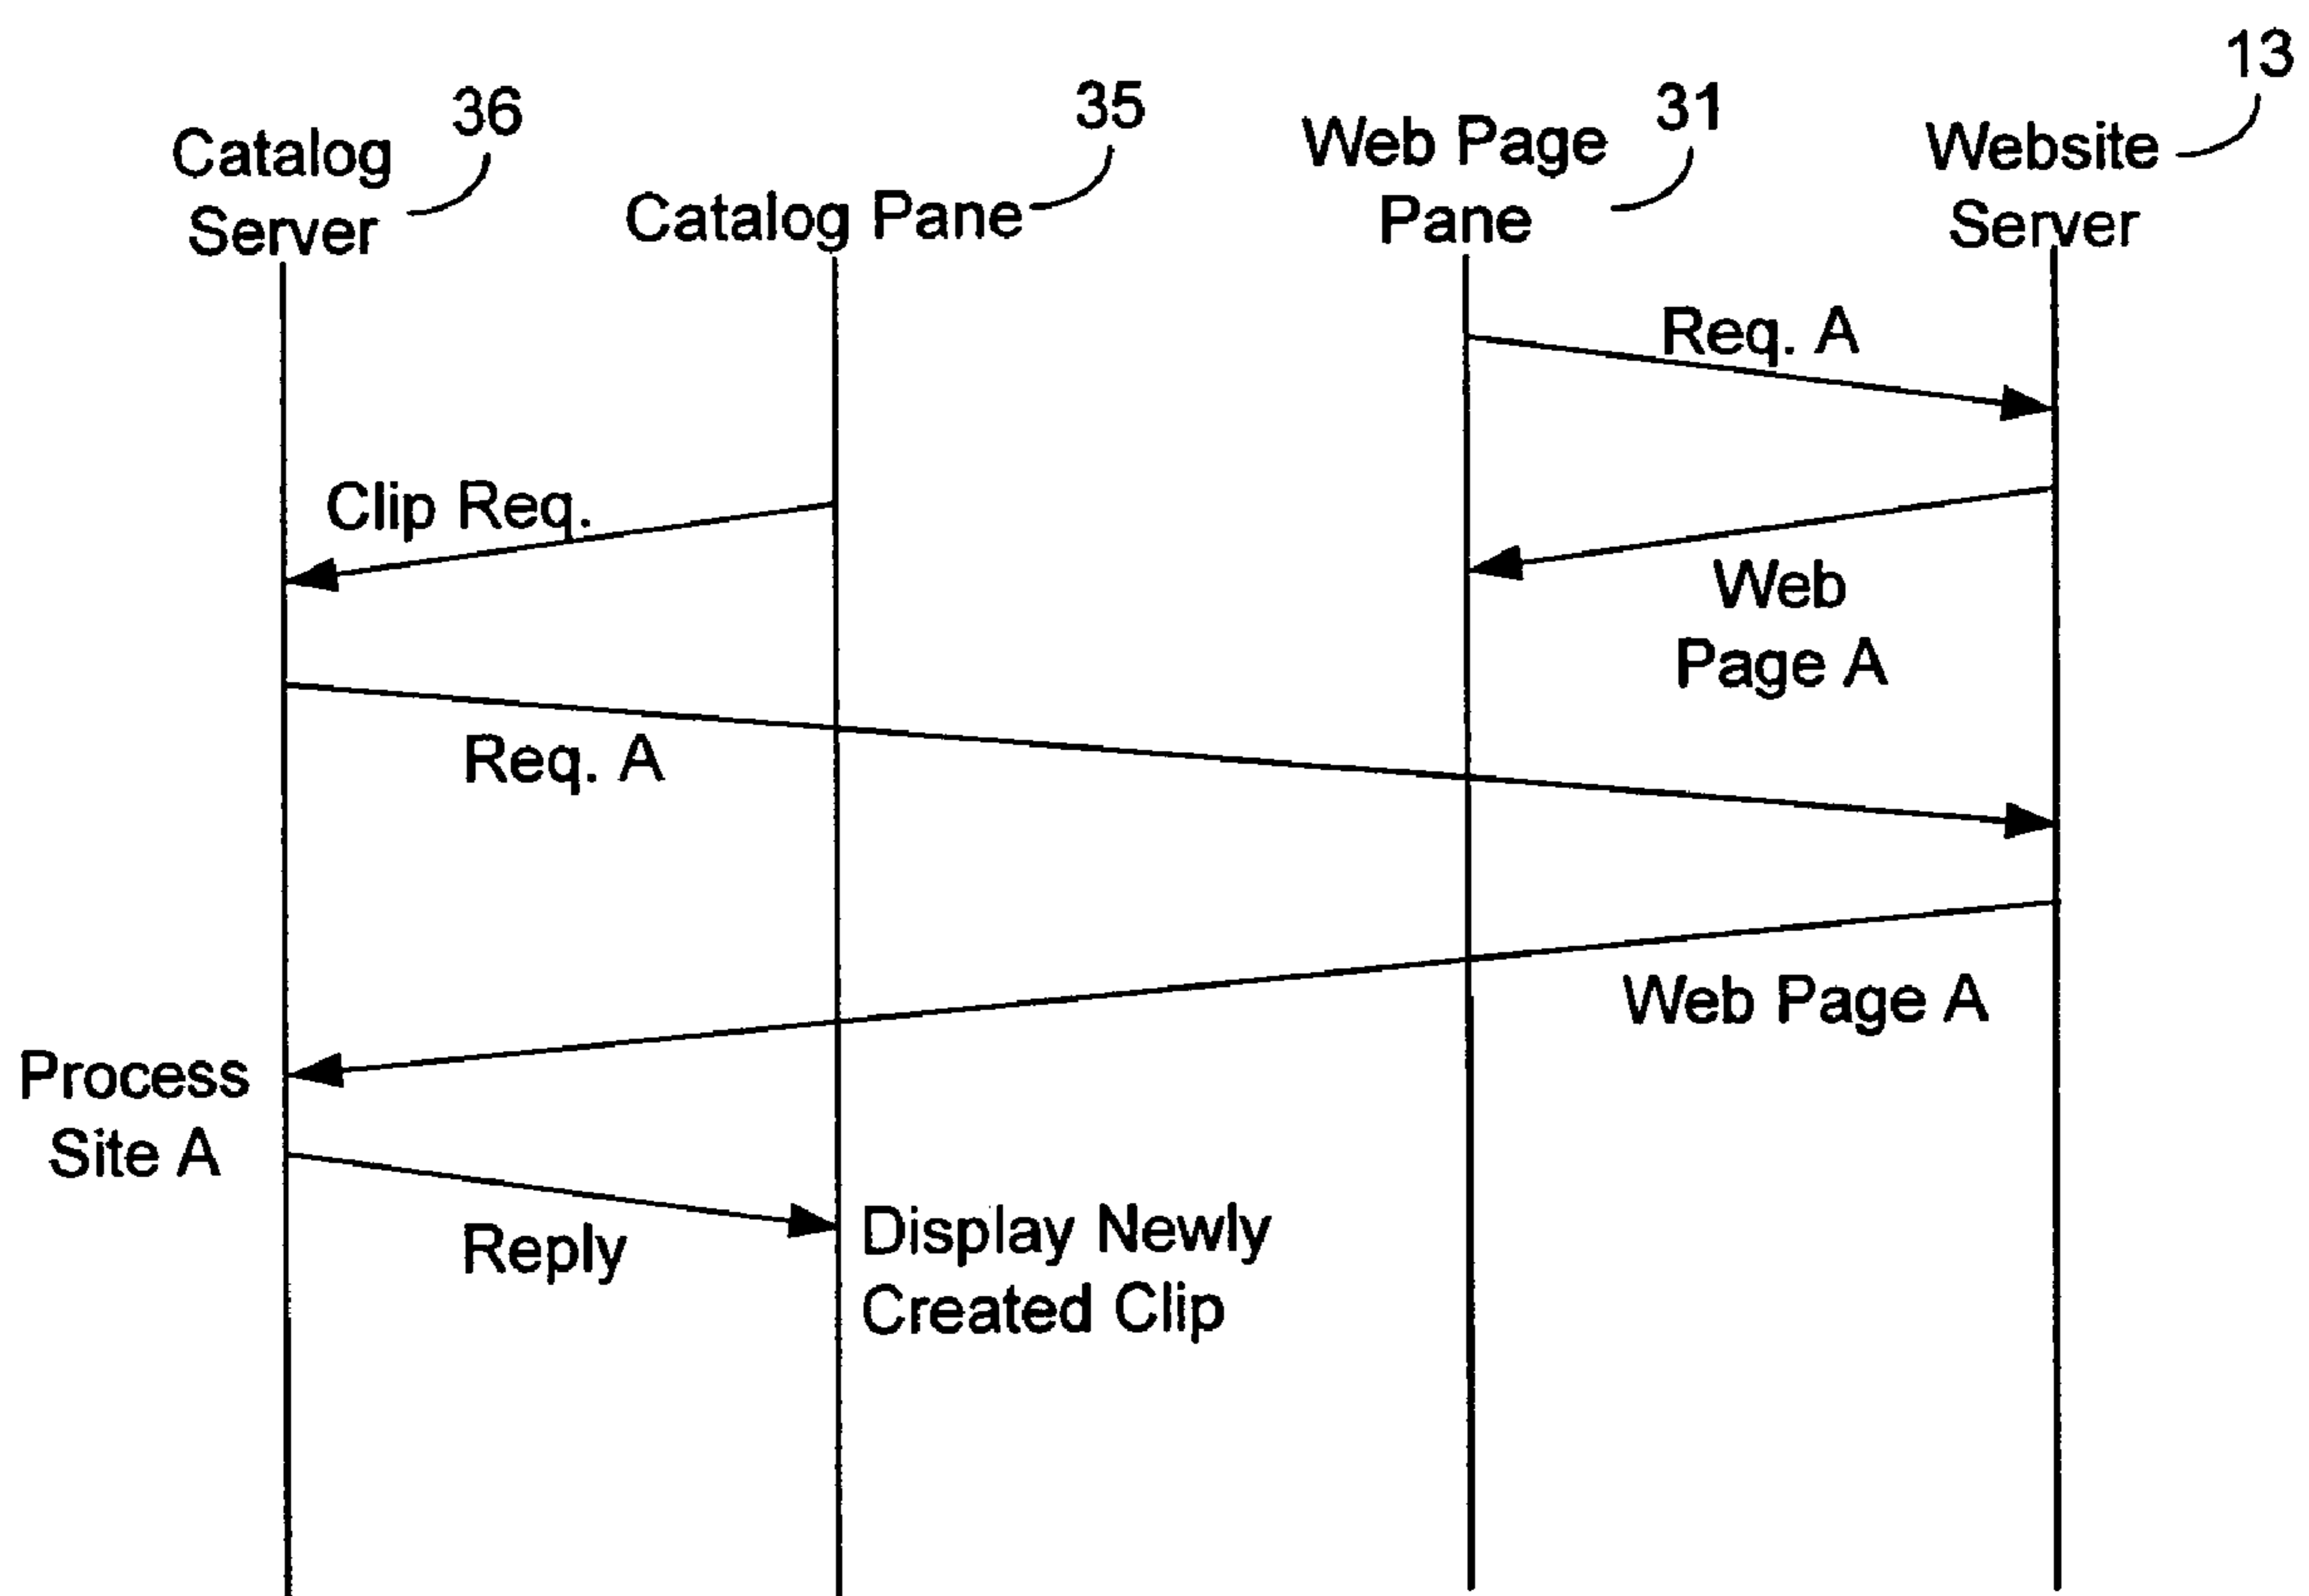 36
Catalog
Server
35
Catalog Pane
31
Web Page
Pane
13
Website
Server
Req. A
Clip Req.
Web
Page A
Req. A
Web Page A
Process
Site A
Reply
Display Newly
Created Clip